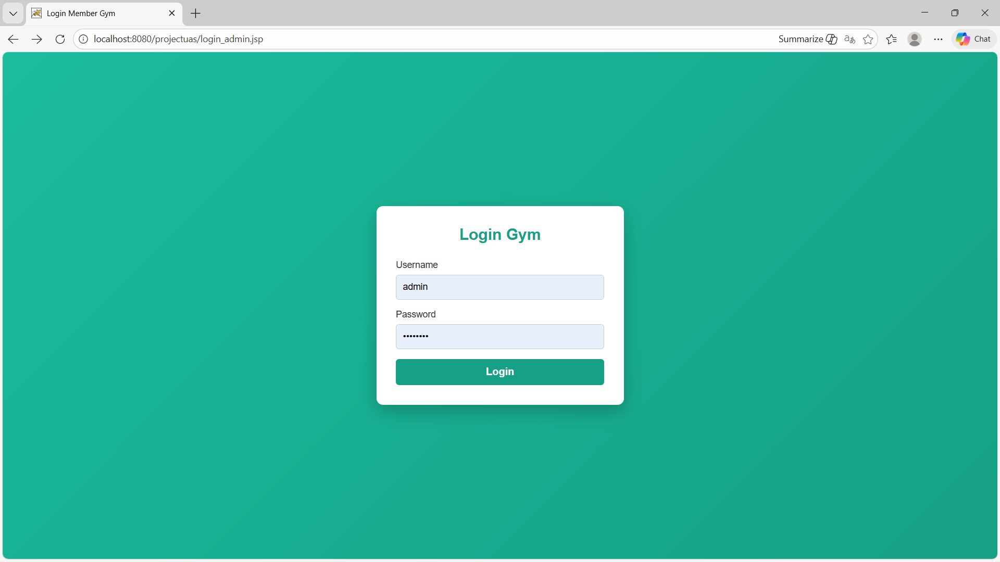 Login Member Gym
localhost:8080/projectuas/login_admin.jsp
Summarize
Chat
Login Gym
Username
admin
Password
••••••••
Login